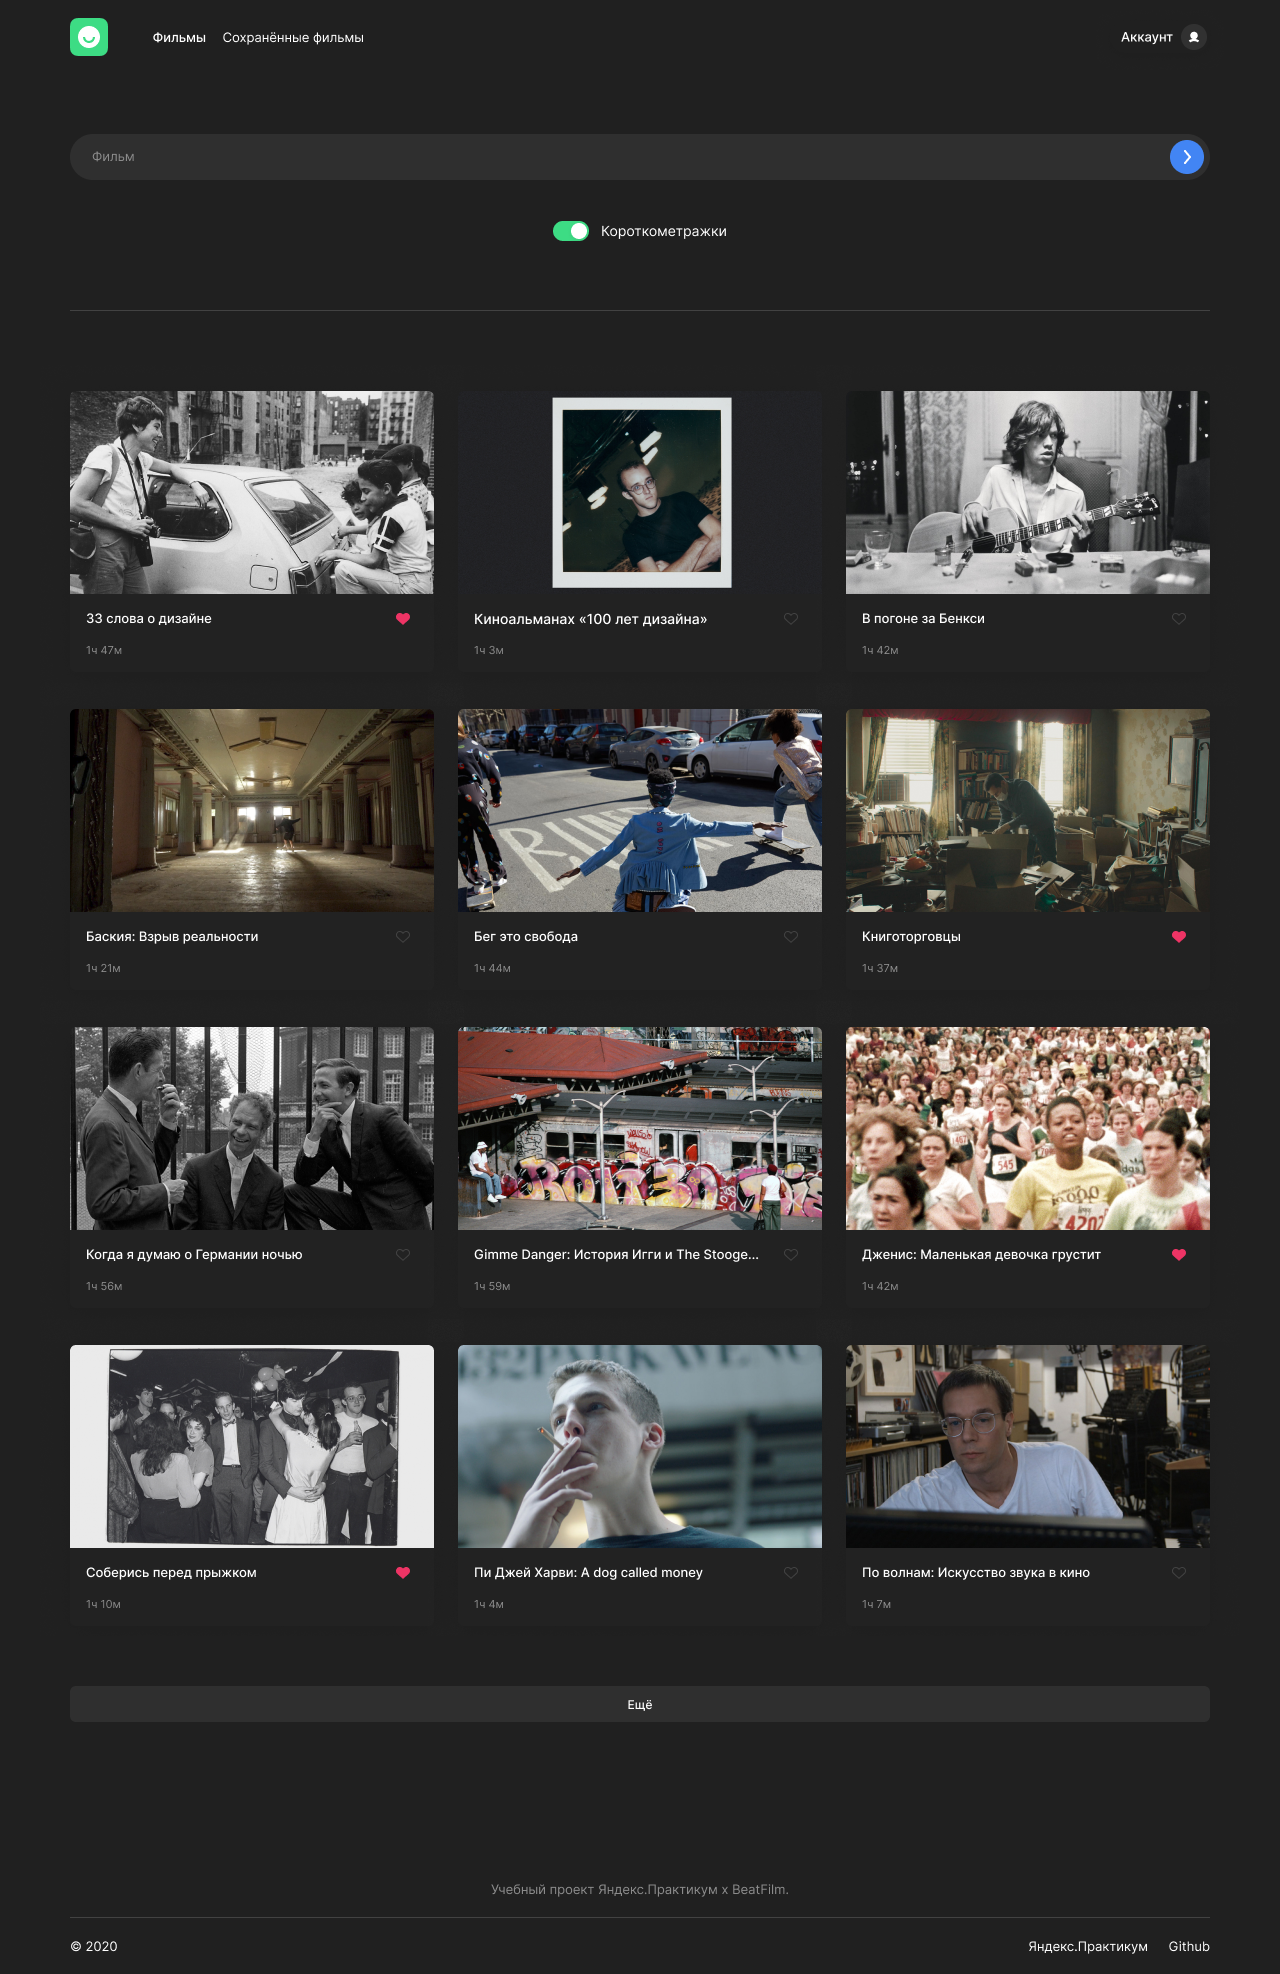 Фильмы Сохранённые фильмы Аккаунт
Фильм
Короткометражки
33 слова о дизайне
1ч 47м
Киноальманах «100 лет дизайна»
1ч 3м
В погоне за Бенкси
1ч 42м
RUN
Баския: Взрыв реальности
1ч 21м
Бег это свобода
1ч 44м
Книготорговцы
1ч 37м
545
Когда я думаю о Германии ночью
1ч 56м
Gimme Danger: История Игги и The Stooge...
1ч 59м
Дженис: Маленькая девочка грустит
1ч 42м
Соберись перед прыжком
1ч 10м
Пи Джей Харви: A dog called money
1ч 4м
По волнам: Искусство звука в кино
1ч 7м
Ещё
Учебный проект Яндекс.Практикум х BeatFilm.
© 2020 Яндекс.Практикум Github